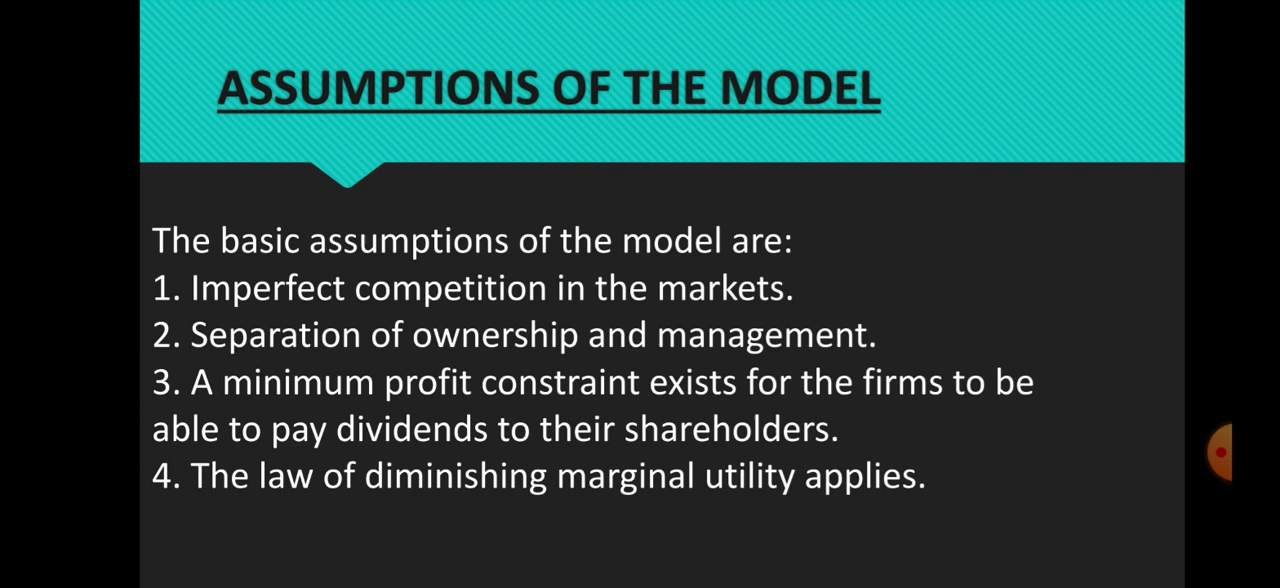 ASSUMPTIONS OF THE MODEL
The basic assumptions of the model are:
1. Imperfect competition in the markets.
2. Separation of ownership and management.
3. A minimum profit constraint exists for the firms to be
able to pay dividends to their shareholders.
4. The law of diminishing marginal utility applies.